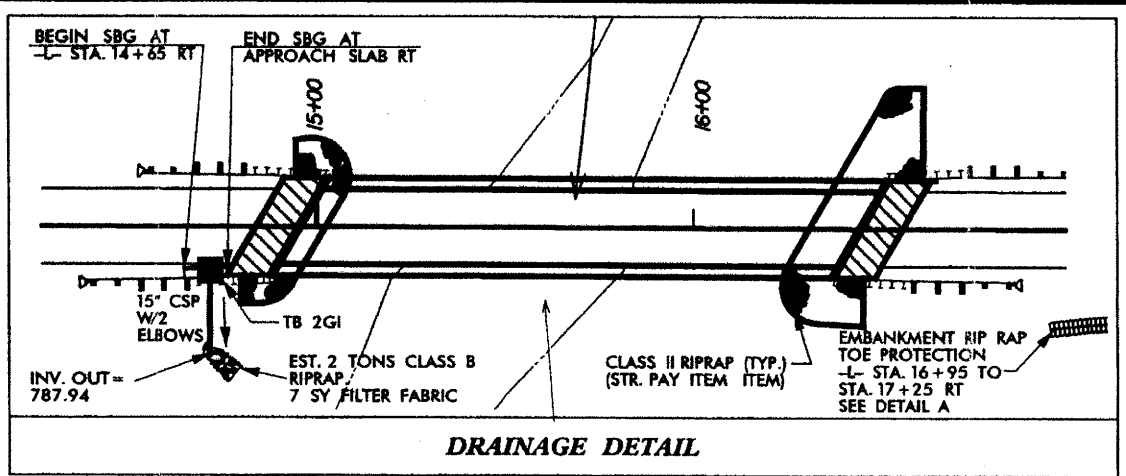 BEGIN SBG AT
-L- STA. 14+65 RT
END SBG AT
APPROACH SLAB RT
15+00
16+00
15" CSP
W/2
ELBOWS
TB 2GI
INV. OUT=
787.94
EST. 2 TONS CLASS B
RIPRAP
7 SY FILTER FABRIC
CLASS II RIPRAP (TYP.)
(STR. PAY ITEM ITEM)
EMBANKMENT RIP RAP
TOE PROTECTION
-L- STA. 16+95 TO
STA. 17+25 RT
SEE DETAIL A
DRAINAGE DETAIL